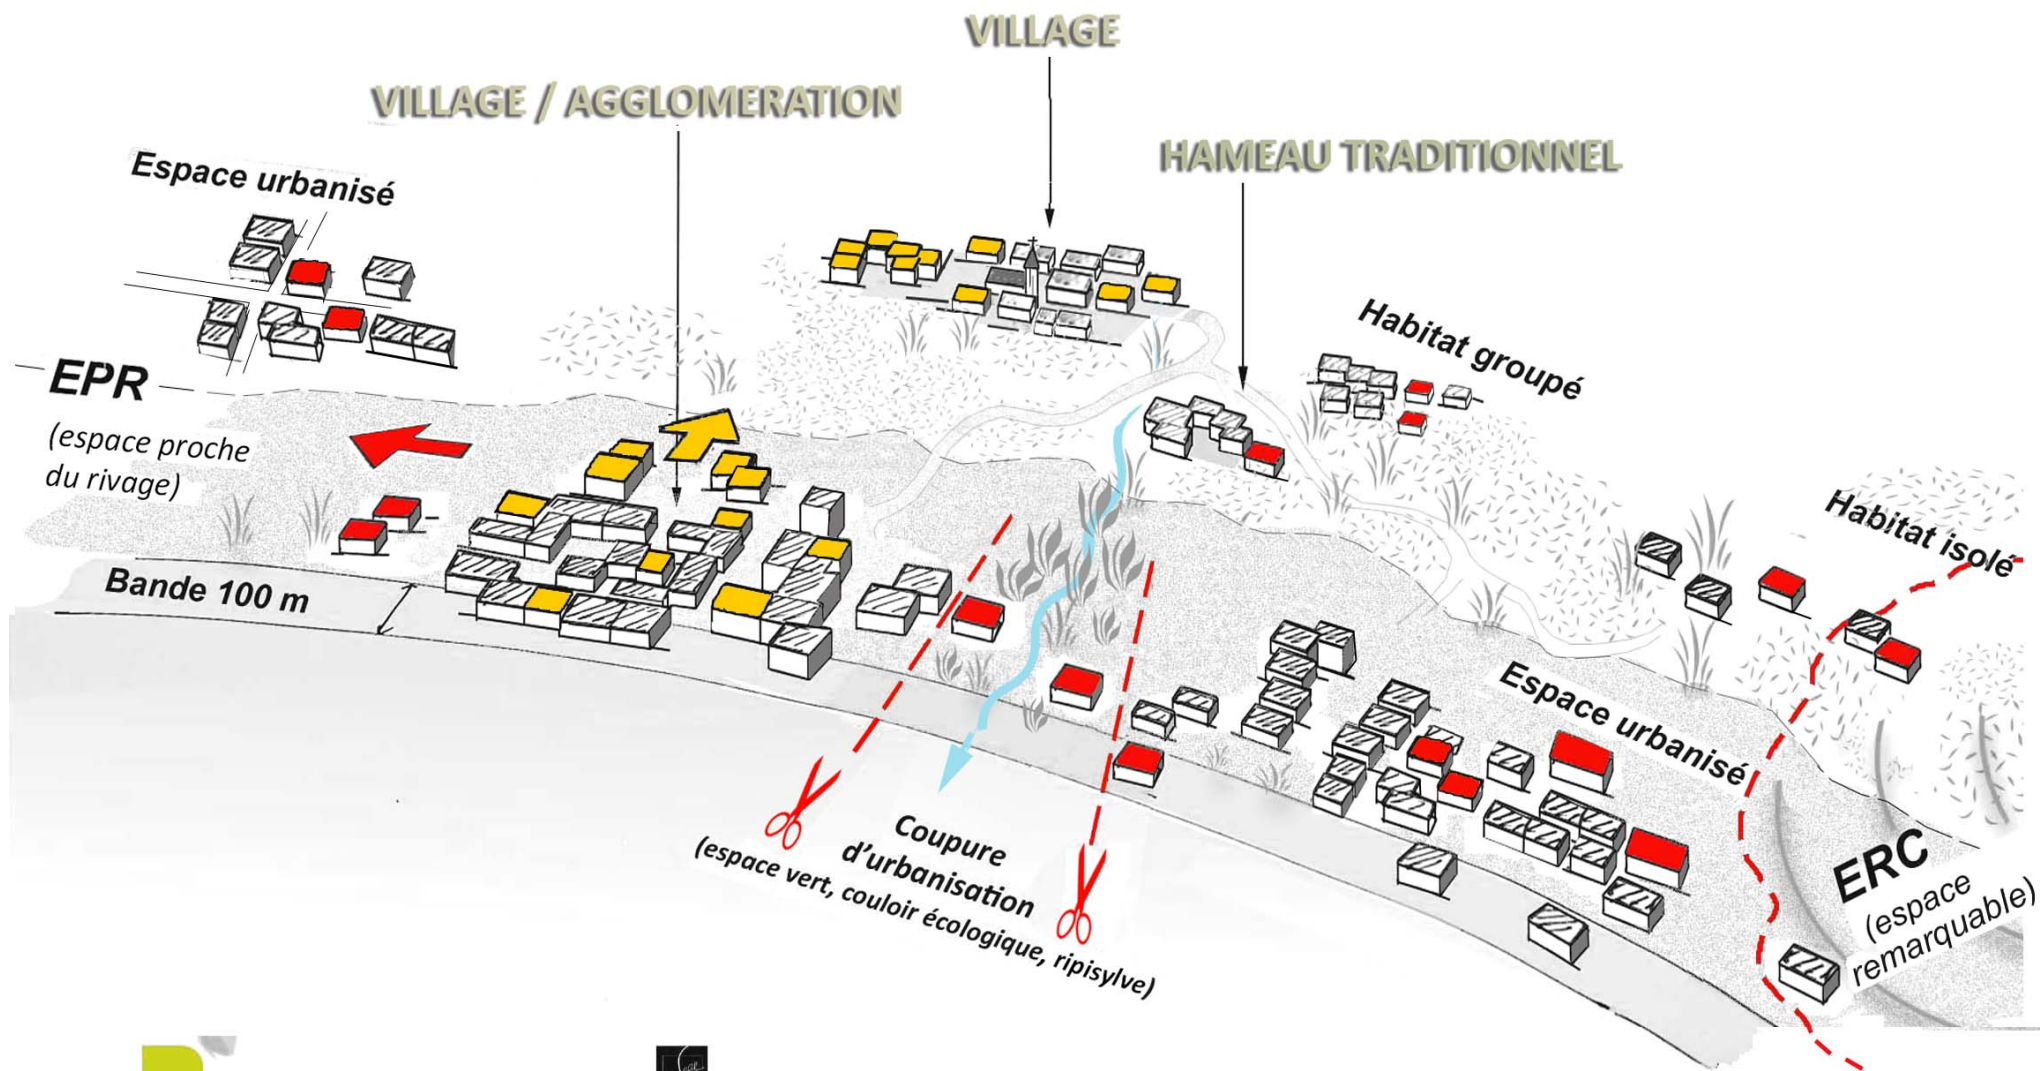 VILLAGE
VILLAGE / AGGLOMERATION
HAMEAU TRADITIONNEL
Espace urbanisé
Habitat groupé
EPR
(espace proche
du rivage)
Habitat isolé
Bande 100 m
Espace urbanisé
Coupure
d'urbanisation
(espace vert, couloir écologique, ripisylve)
ERC
(espace
remarquable)